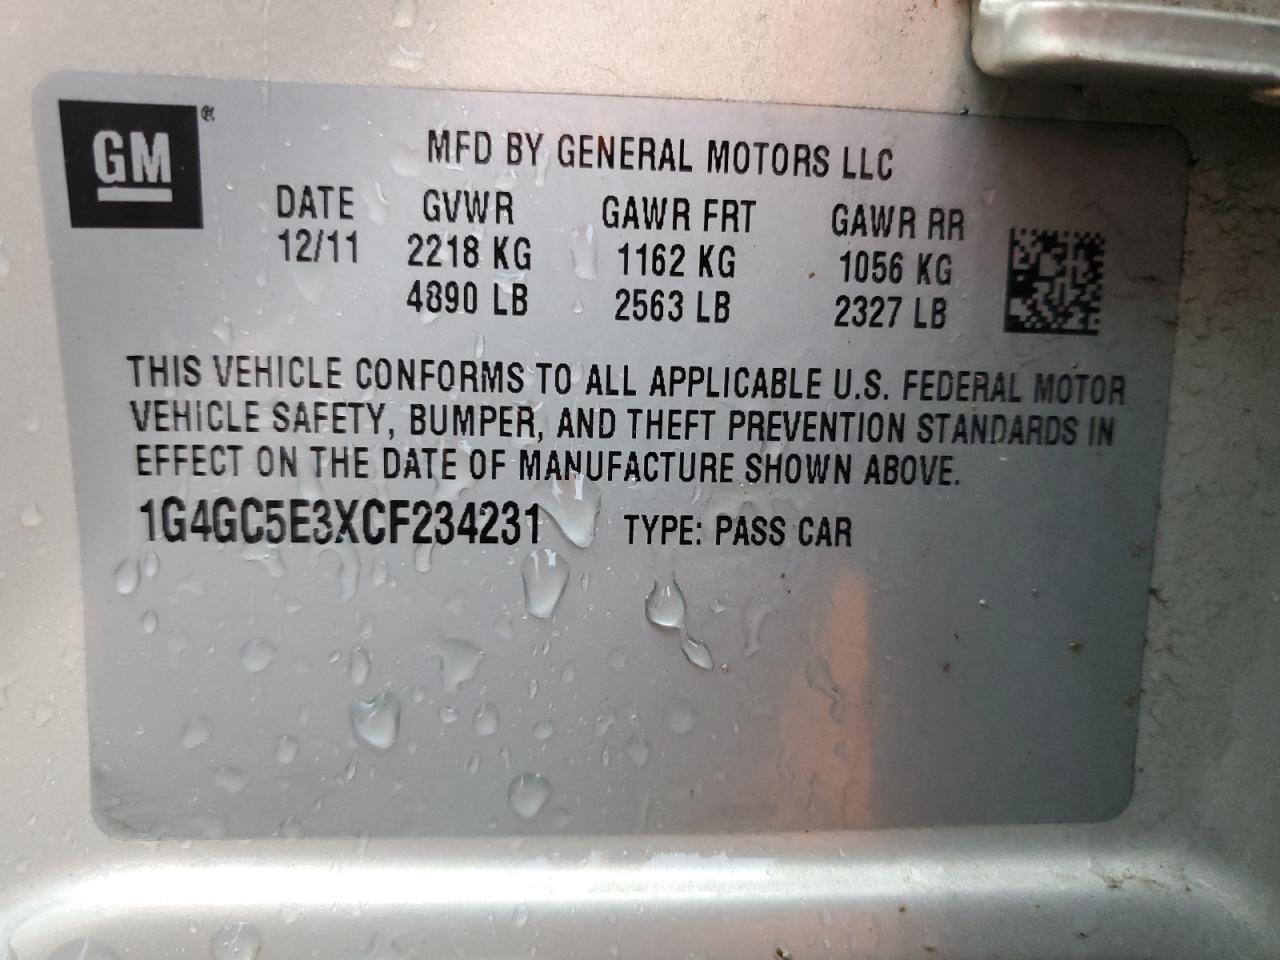 GM®
MFD BY GENERAL MOTORS LLC
DATE GVWR GAWR FRT GAWR RR
12/11 2218 KG 1162 KG 1056 KG
4890 LB 2563 LB 2327 LB
THIS VEHICLE CONFORMS TO ALL APPLICABLE U.S. FEDERAL MOTOR
VEHICLE SAFETY, BUMPER, AND THEFT PREVENTION STANDARDS IN
EFFECT ON THE DATE OF MANUFACTURE SHOWN ABOVE.
1G4GC5E3XCF234231 TYPE: PASS CAR